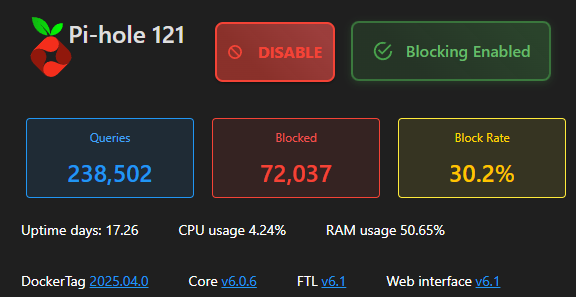 Pi-hole 121
DISABLE
Blocking Enabled
Queries
Blocked
Block Rate
238,502
72,037
30.2%
Uptime days: 17.26 CPU usage 4.24% RAM usage 50.65%
DockerTag 2025.04.0 Core v6.0.6 FTL v6.1 Web interface v6.1